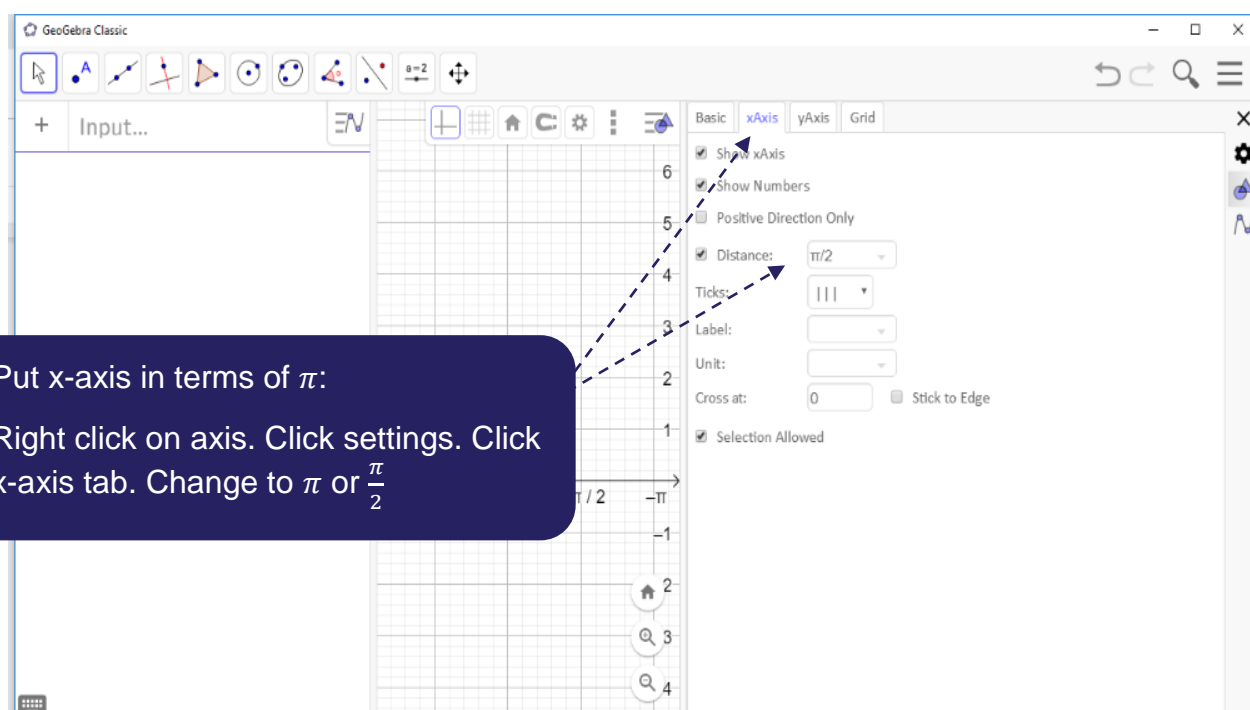 GeoGebra Classic
A
a=2
+ Input...
Basic xAxis yAxis Grid
Show xAxis
Show Numbers
Positive Direction Only
Distance: π/2
Ticks: | | |
Label:
Unit:
Cross at: 0 Stick to Edge
Selection Allowed
6
5
4
3
2
1
π / 2 −π
−1
2
3
4
Put x-axis in terms of 𝜋:
Right click on axis. Click settings. Click
x-axis tab. Change to 𝜋 or 𝜋/2